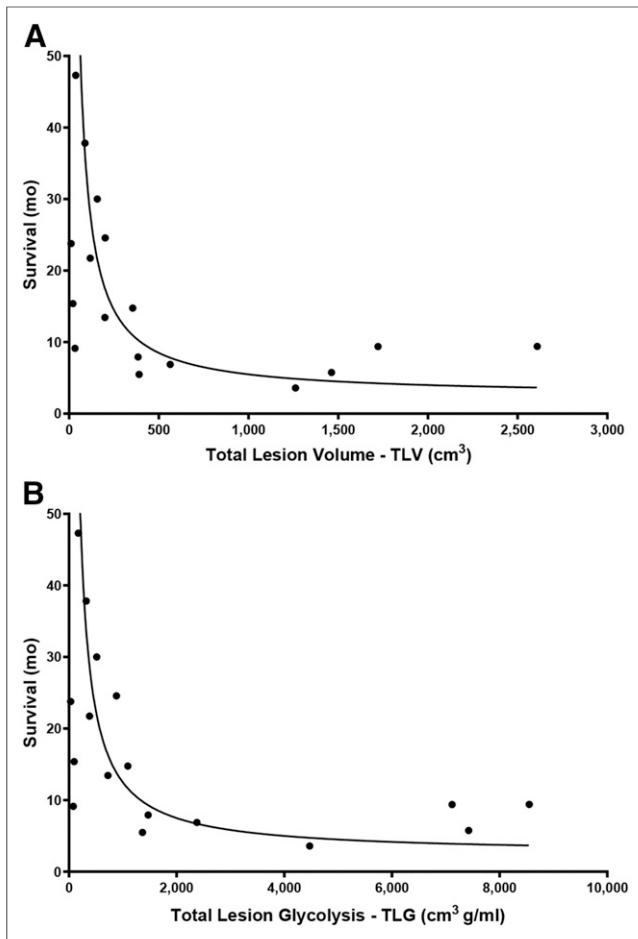 A
50
40
30
20
10
0
Survival (mo)
0 500 1,000 1,500 2,000 2,500 3,000
Total Lesion Volume - TLV (cm³)
B
50
40
30
20
10
0
Survival (mo)
0 2,000 4,000 6,000 8,000 10,000
Total Lesion Glycolysis - TLG (cm³ g/ml)